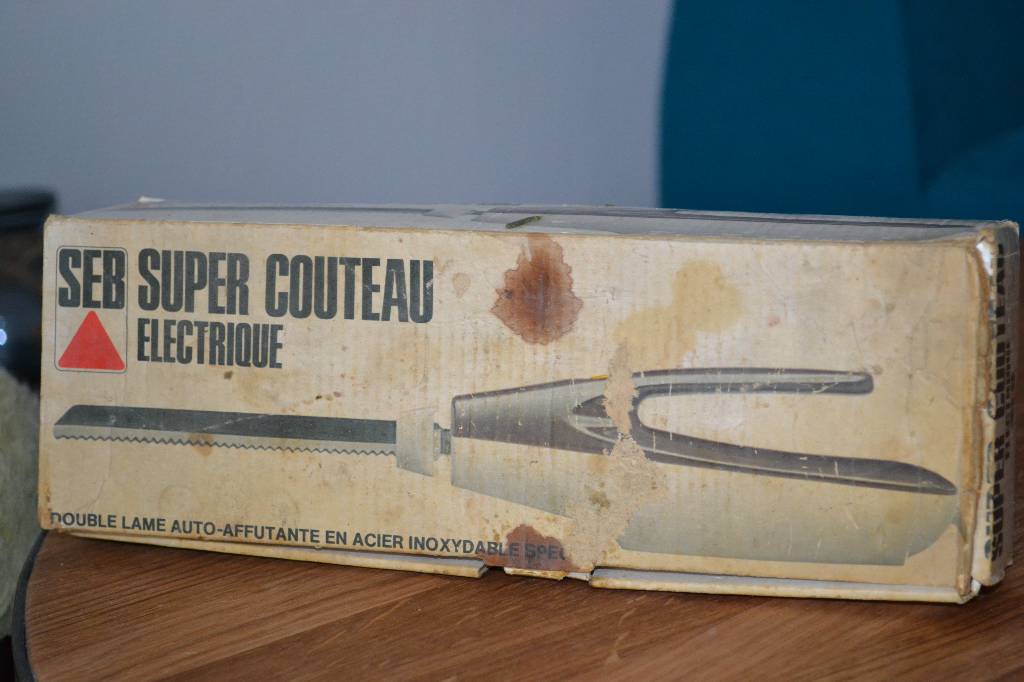 SEB
SUPER COUTEAU
ELECTRIQUE
DOUBLE LAME AUTO-AFFUTANTE EN ACIER INOXYDABLE
SUPER COUTEAU